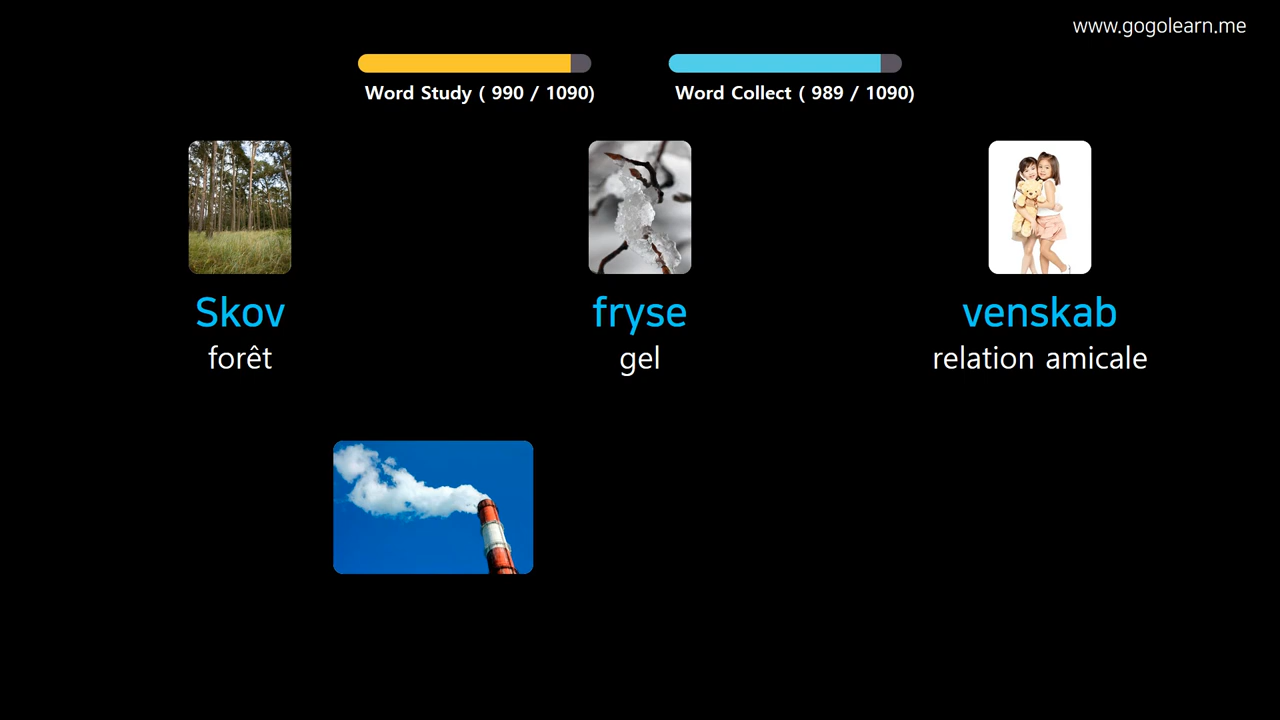 www.gogolearn.me
Word Study ( 990 / 1090)
Word Collect ( 989 / 1090)
Skov
forêt
fryse
gel
venskab
relation amicale